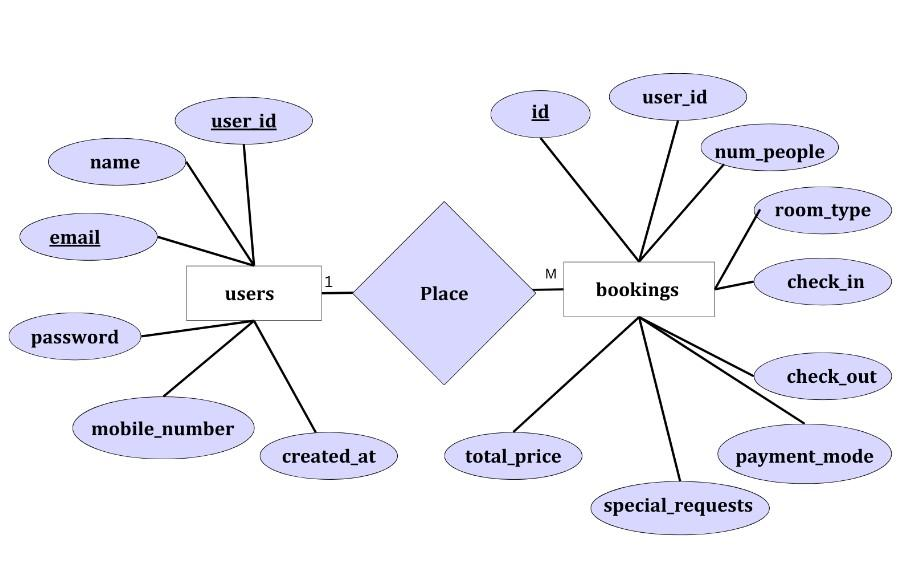 id
user_id
user_id
num_people
name
room_type
email
check_in
M
1
users
Place
bookings
password
check_out
mobile_number
created_at
total_price
payment_mode
special_requests